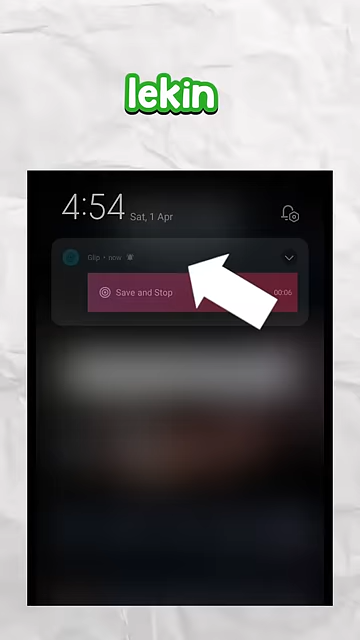 lekin
4:54 Sat, 1 Apr
Glip • now
Save and Stop 00:06